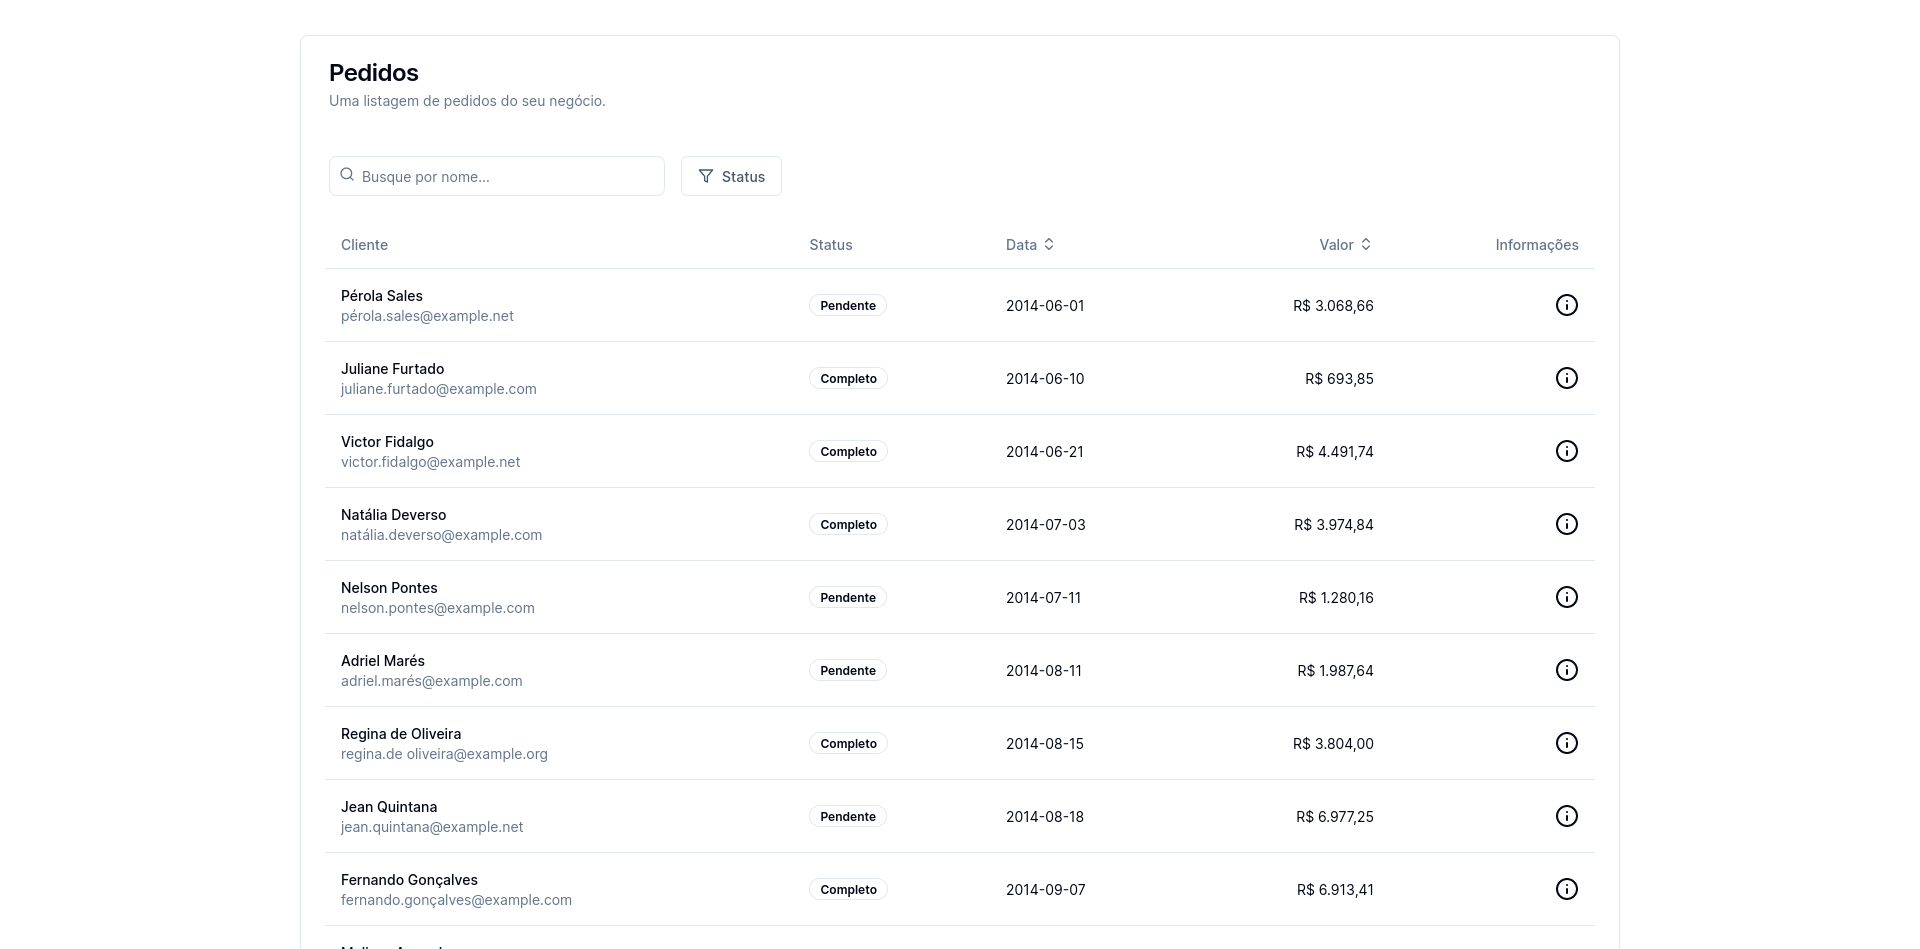 Pedidos
Uma listagem de pedidos do seu negócio.
Busque por nome...
Status
Cliente Status Data Valor Informações
Pérola Sales
pérola.sales@example.net
Pendente 2014-06-01 R$ 3.068,66
Juliane Furtado
juliane.furtado@example.com
Completo 2014-06-10 R$ 693,85
Victor Fidalgo
victor.fidalgo@example.net
Completo 2014-06-21 R$ 4.491,74
Natália Deverso
natália.deverso@example.com
Completo 2014-07-03 R$ 3.974,84
Nelson Pontes
nelson.pontes@example.com
Pendente 2014-07-11 R$ 1.280,16
Adriel Marés
adriel.marés@example.com
Pendente 2014-08-11 R$ 1.987,64
Regina de Oliveira
regina.de oliveira@example.org
Completo 2014-08-15 R$ 3.804,00
Jean Quintana
jean.quintana@example.net
Pendente 2014-08-18 R$ 6.977,25
Fernando Gonçalves
fernando.gonçalves@example.com
Completo 2014-09-07 R$ 6.913,41